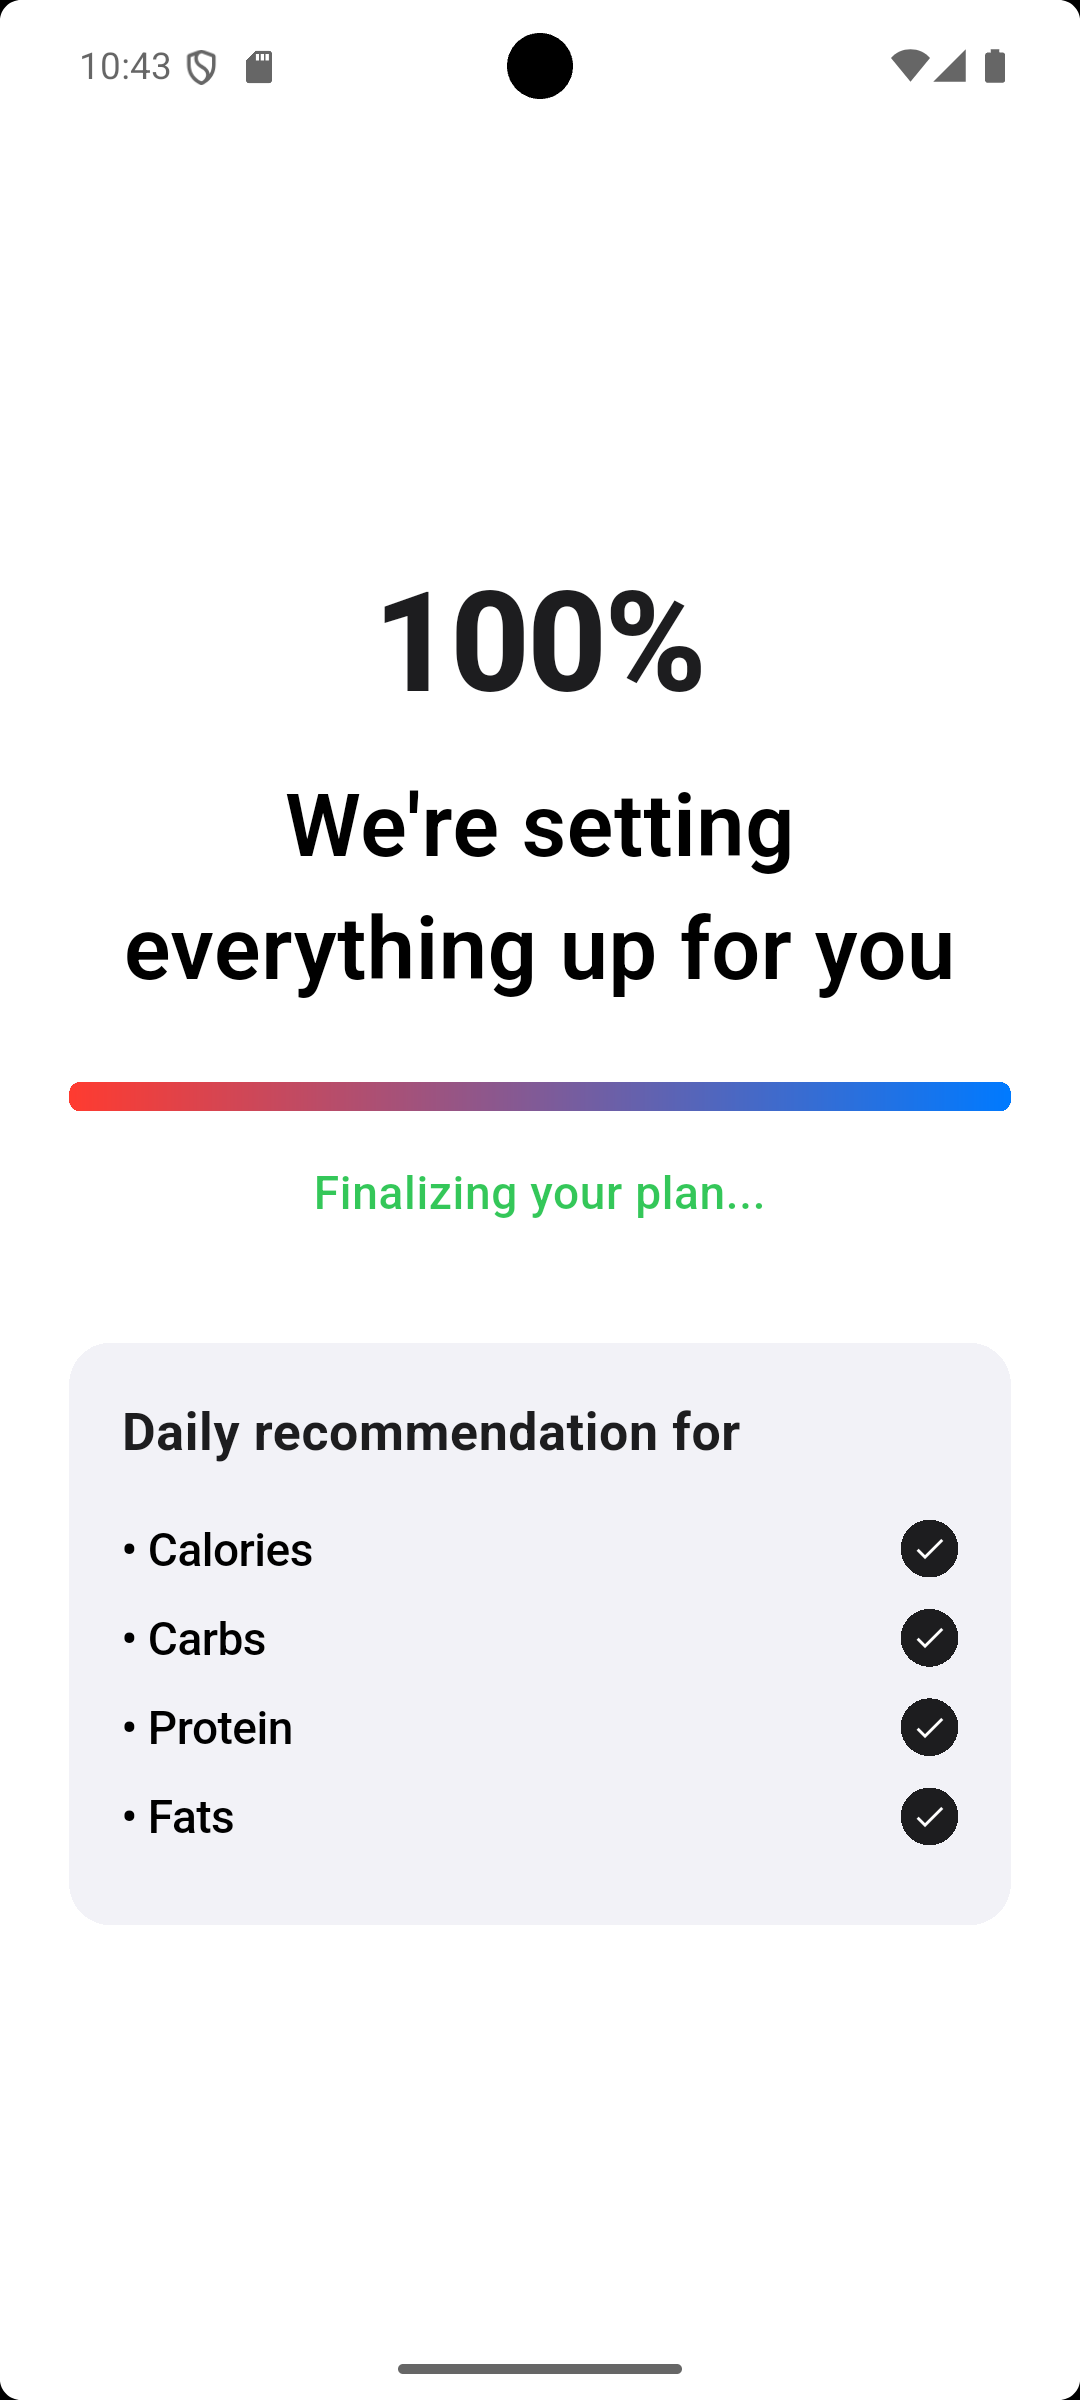 10:43
100%
We're setting
everything up for you
Finalizing your plan...
Daily recommendation for
• Calories
• Carbs
• Protein
• Fats